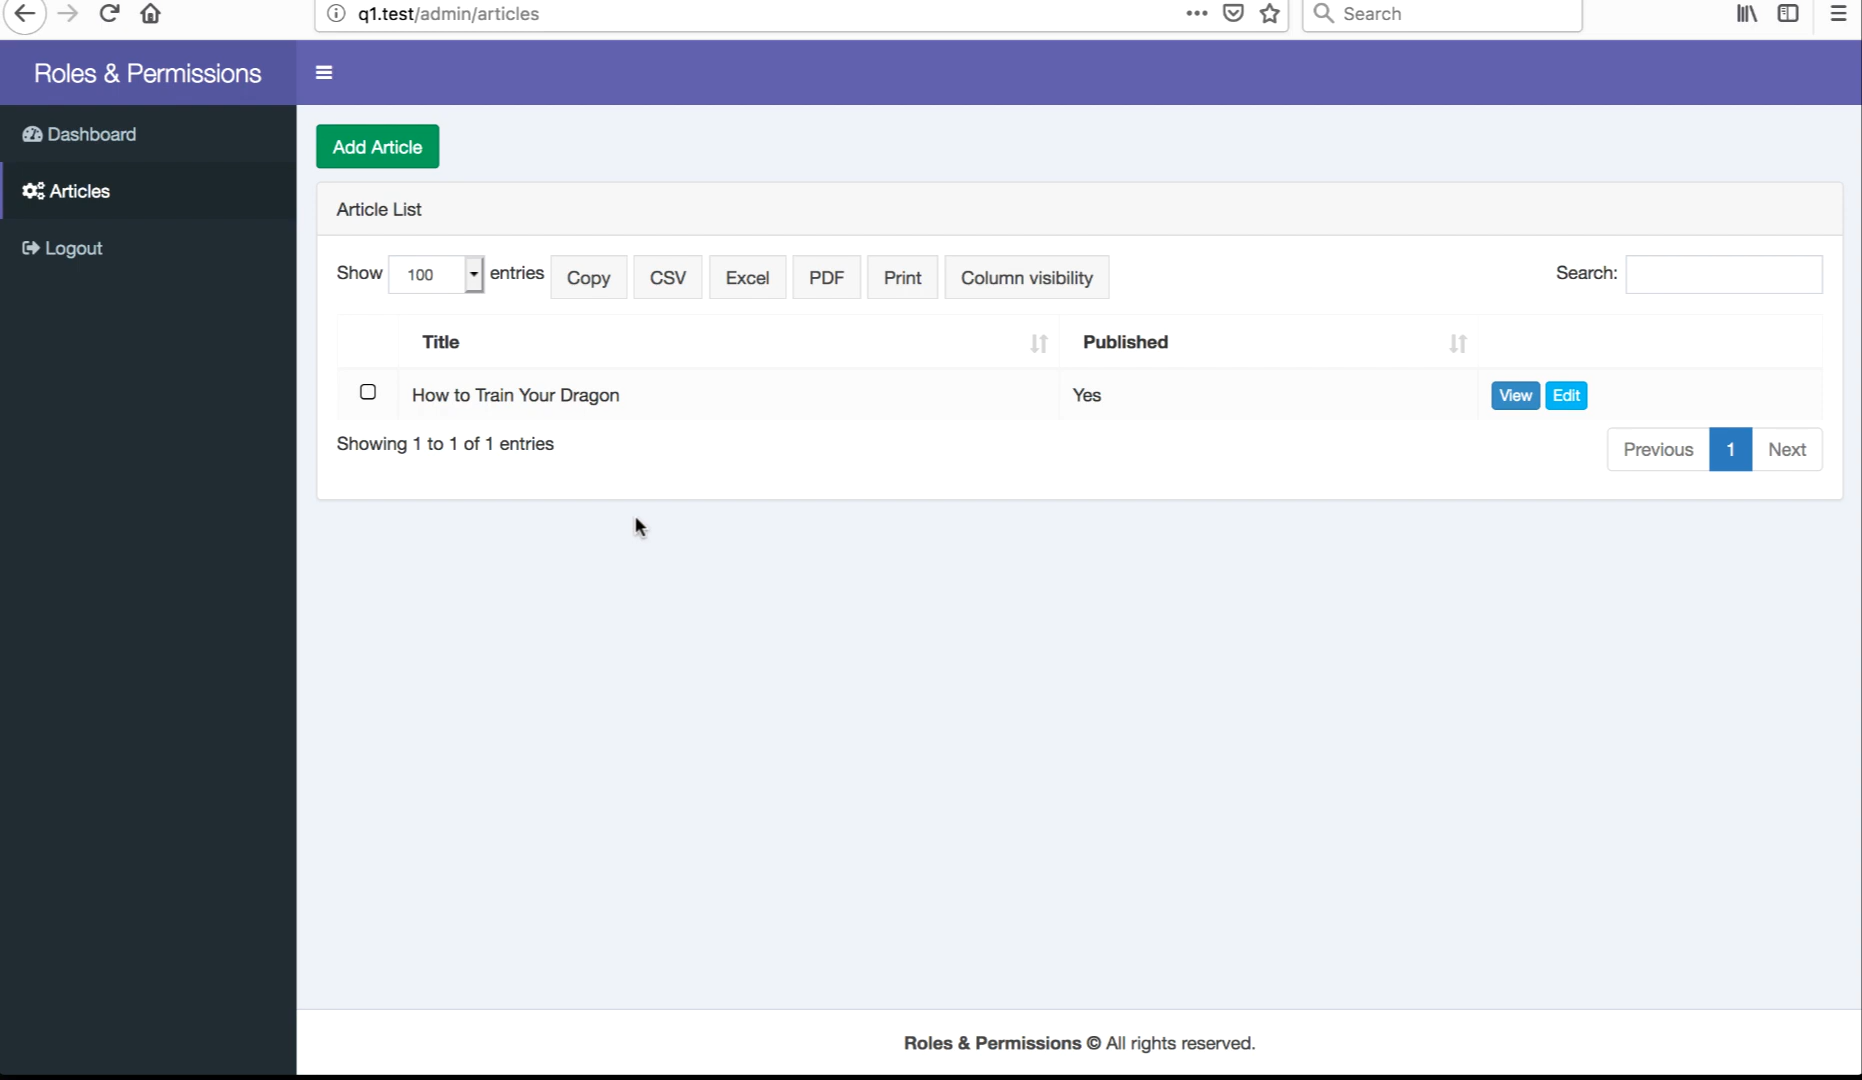 q1.test/admin/articles
Search
Roles & Permissions
Dashboard
Articles
Logout
Add Article
Article List
Show 100 entries Copy CSV Excel PDF Print Column visibility Search:
Title Published
How to Train Your Dragon Yes View Edit
Showing 1 to 1 of 1 entries
Previous 1 Next
Roles & Permissions © All rights reserved.